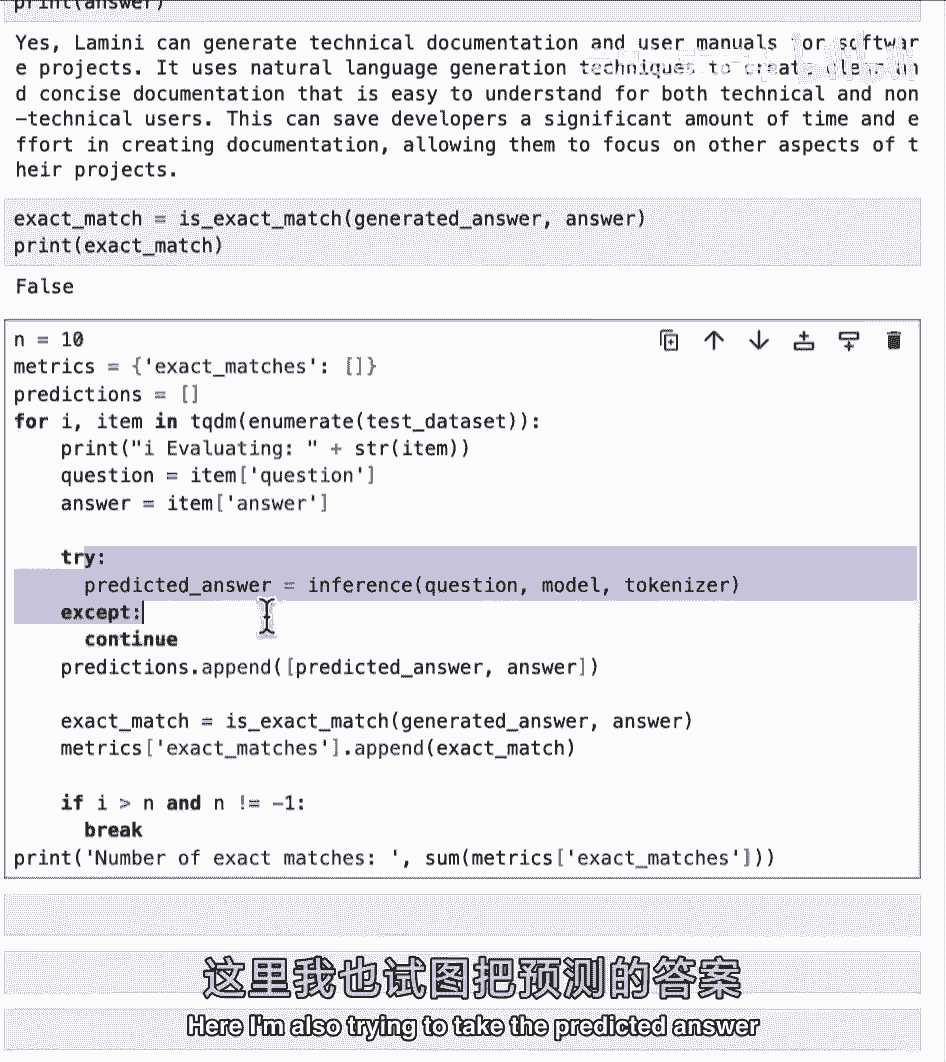 print(answer)
Yes, Lamini can generate technical documentation and user manuals for softwar
e projects. It uses natural language generation techniques to create clear an
d concise documentation that is easy to understand for both technical and non
-technical users. This can save developers a significant amount of time and e
ffort in creating documentation, allowing them to focus on other aspects of t
heir projects.
exact_match = is_exact_match(generated_answer, answer)
print(exact_match)
False
n = 10
metrics = {'exact_matches': []}
predictions = []
for i, item in tqdm(enumerate(test_dataset)):
    print("i Evaluating: " + str(item))
    question = item['question']
    answer = item['answer']
    try:
      predicted_answer = inference(question, model, tokenizer)
    except:
      continue
    predictions.append([predicted_answer, answer])
    exact_match = is_exact_match(generated_answer, answer)
    metrics['exact_matches'].append(exact_match)
    if i > n and n != -1:
      break
print('Number of exact matches: ', sum(metrics['exact_matches']))
这里我也试图把预测的答案
Here I'm also trying to take the predicted answer